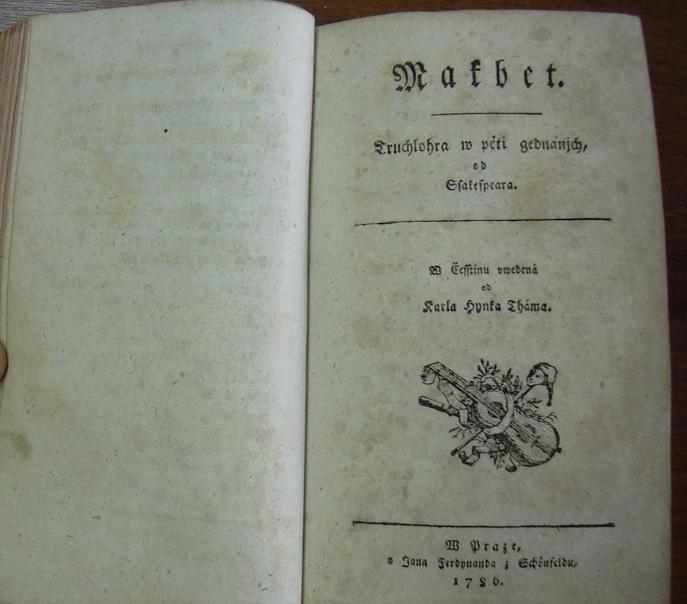 Makbet.
Truchlohra w pěti gednánjch,
od
Sſakeſpeara.
W Čeſſtinu vwedená
od
Karla Hynka Tháma.
W Praze,
v Jana Ferdynanda z Schönfeldu,
1786.